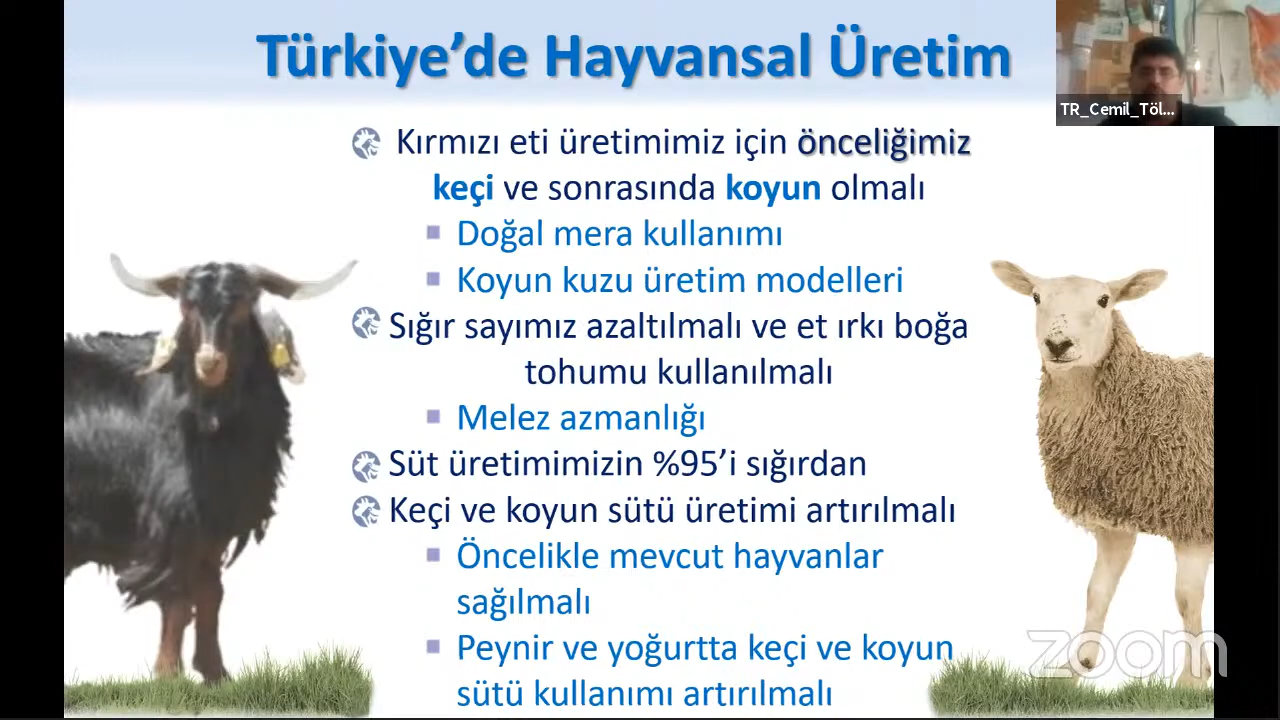 Türkiye’de Hayvansal Üretim
TR_Cemil_Töl...
Kırmızı eti üretimimiz için önceliğimiz
keçi ve sonrasında koyun olmalı
Doğal mera kullanımı
Koyun kuzu üretim modelleri
Sığır sayımız azaltılmalı ve et ırkı boğa
tohumu kullanılmalı
Melez azmanlığı
Süt üretimimizin %95’i sığırdan
Keçi ve koyun sütü üretimi artırılmalı
Öncelikle mevcut hayvanlar
sağılmalı
Peynir ve yoğurtta keçi ve koyun
sütü kullanımı artırılmalı
zoom